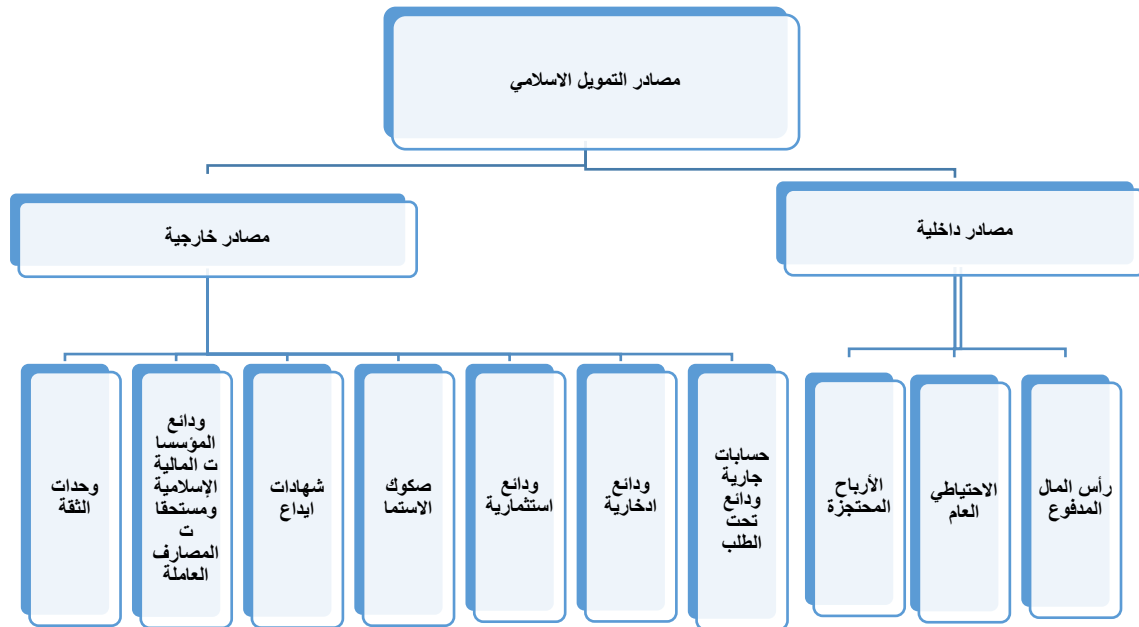 مصادر التمويل الاسلامي
مصادر داخلية
مصادر خارجية
رأس المال
المدفوع
الاحتياطي
العام
الأرباح
المحتجزة
حسابات
جارية
ودائع
تحت
الطلب
ودائع
ادخارية
ودائع
استثمارية
صكوك
الاستما
شهادات
ايداع
ودائع
المؤسسا
ت المالية
الإسلامية
ومستحقا
ت
المصارف
العاملة
وحدات
الثقة